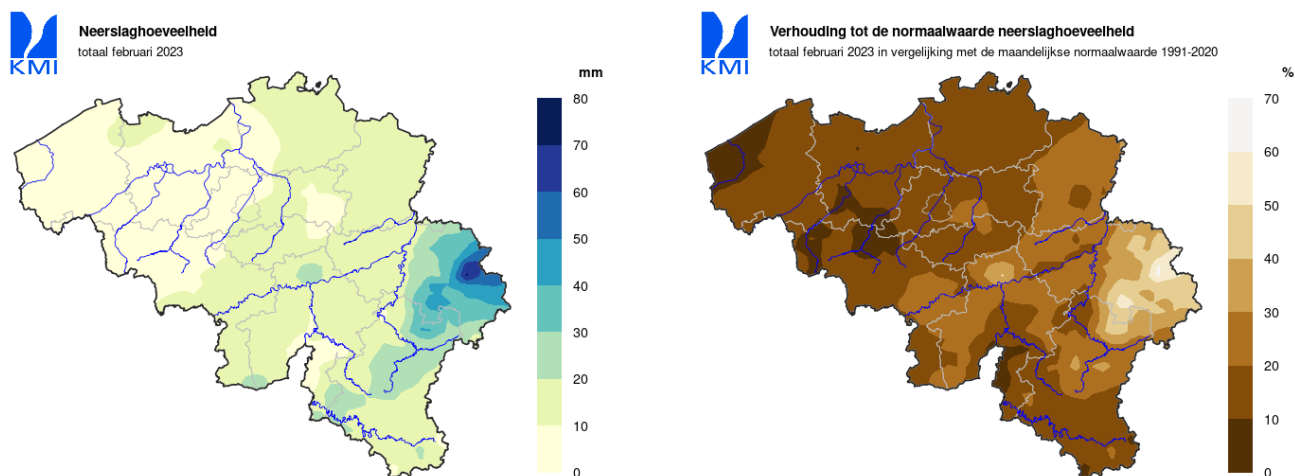 KMI
Neerslaghoeveelheid
totaal februari 2023
mm
80
70
60
50
40
30
20
10
0
KMI
Verhouding tot de normaalwaarde neerslaghoeveelheid
totaal februari 2023 in vergelijking met de maandelijkse normaalwaarde 1991-2020
%
70
60
50
40
30
20
10
0